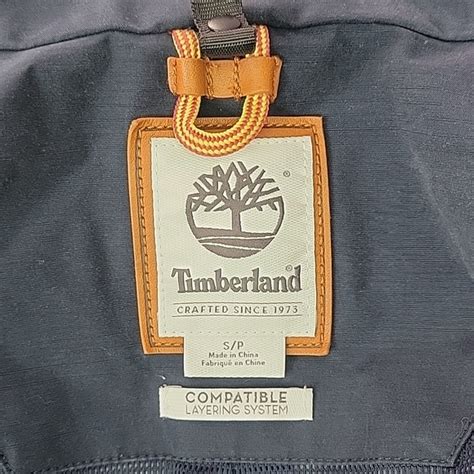 ®
Timberland®
CRAFTED SINCE 1973
S/P
Made in China
Fabriqué en Chine
COMPATIBLE
LAYERING SYSTEM